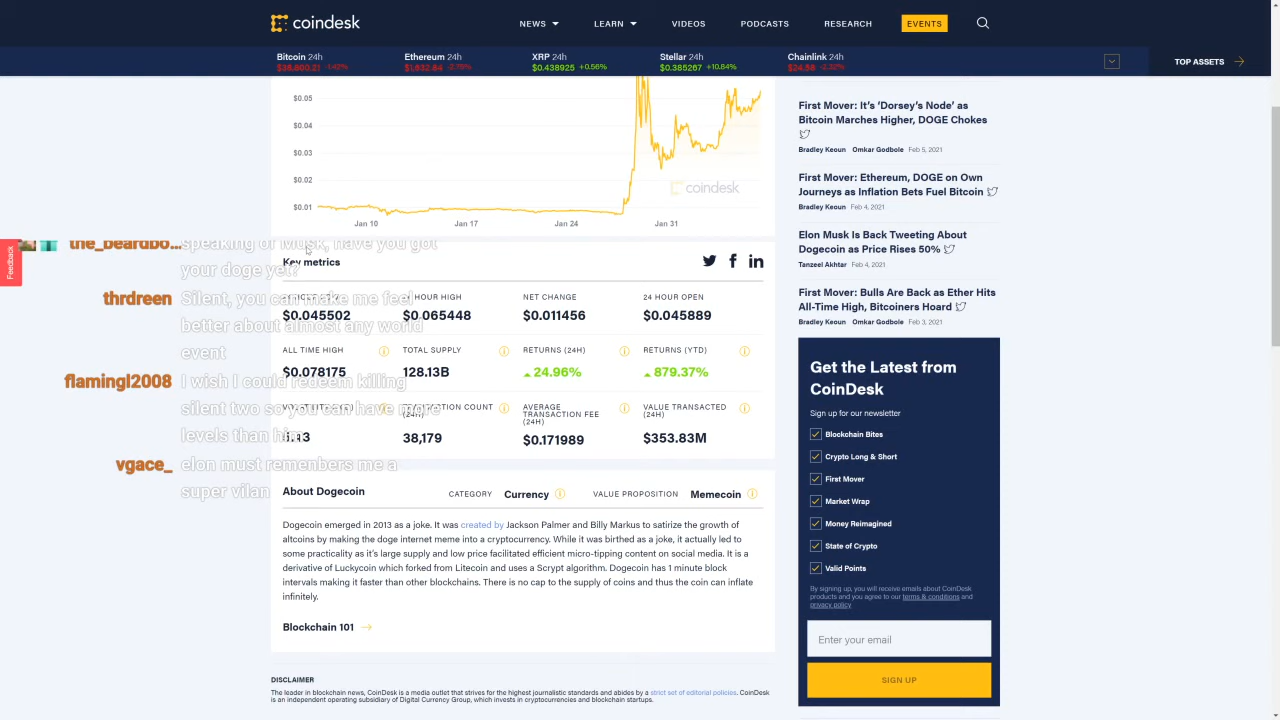 coindesk
NEWS
LEARN
VIDEOS
PODCASTS
RESEARCH
EVENTS
Bitcoin 24h
-1.42%
Ethereum 24h
XRP 24h
$0.438925 +0.56%
Stellar 24h
$0.385267 +10.84%
Chainlink 24h
TOP ASSETS
$0.05
$0.04
$0.03
$0.02
$0.01
coindesk
Jan 10
Jan 17
Jan 24
Jan 31
Feedback
Key metrics
$0.045502
HOUR HIGH
$0.065448
NET CHANGE
$0.011456
24 HOUR OPEN
$0.045889
ALL TIME HIGH
$0.078175
TOTAL SUPPLY
128.13B
RETURNS (24H)
24.96%
RETURNS (YTD)
879.37%
COUNT
(24H)
38,179
AVERAGE
TRANSACTION FEE
(24H)
$0.171989
VALUE TRANSACTED
(24H)
$353.83M
the_beardbo...
of Musk, have you got
your doge yet?
thrdreen Silent, you can make me feel
better about almost any world
event
flamingl2008 I wish I could redeem killing
silent two so yot can have more
levels than him
vgace_ must remenbers me a
super vilan
About Dogecoin
CATEGORY Currency
VALUE PROPOSITION Memecoin
Dogecoin emerged in 2013 as a joke. It was created by Jackson Palmer and Billy Markus to satirize the growth of
altcoins by making the doge internet meme into a cryptocurrency. While it was birthed as a joke, it actually led to
some practicality as it's large supply and low price facilitated efficient micro-tipping content on social media. It is a
derivative of Luckycoin which forked from Litecoin and uses a Scrypt algorithm. Dogecoin has 1 minute block
intervals making it faster than other blockchains. There is no cap to the supply of coins and thus the coin can inflate
infinitely.
Blockchain 101
DISCLAIMER
The leader in blockchain news, CoinDesk is a media outlet that strives for the highest journalistic standards and abides by a strict set of editorial policies. CoinDesk
is an independent operating subsidiary of Digital Currency Group, which invests in cryptocurrencies and blockchain startups.
First Mover: It's 'Dorsey's Node' as
Bitcoin Marches Higher, DOGE Chokes
Bradley Keoun Omkar Godbole Feb 5, 2021
First Mover: Ethereum, DOGE on Own
Journeys as Inflation Bets Fuel Bitcoin
Bradley Keoun Feb 4, 2021
Elon Musk Is Back Tweeting About
Dogecoin as Price Rises 50%
Tanzeel Akhtar Feb 4, 2021
First Mover: Bulls Are Back as Ether Hits
All-Time High, Bitcoiners Hoard
Bradley Keoun Omkar Godbole Feb 3, 2021
Get the Latest from
CoinDesk
Sign up for our newsletter
Blockchain Bites
Crypto Long & Short
First Mover
Market Wrap
Money Reimagined
State of Crypto
Valid Points
By signing up, you will receive emails about CoinDesk
products and you agree to our terms & conditions and
privacy policy
Enter your email
SIGN UP